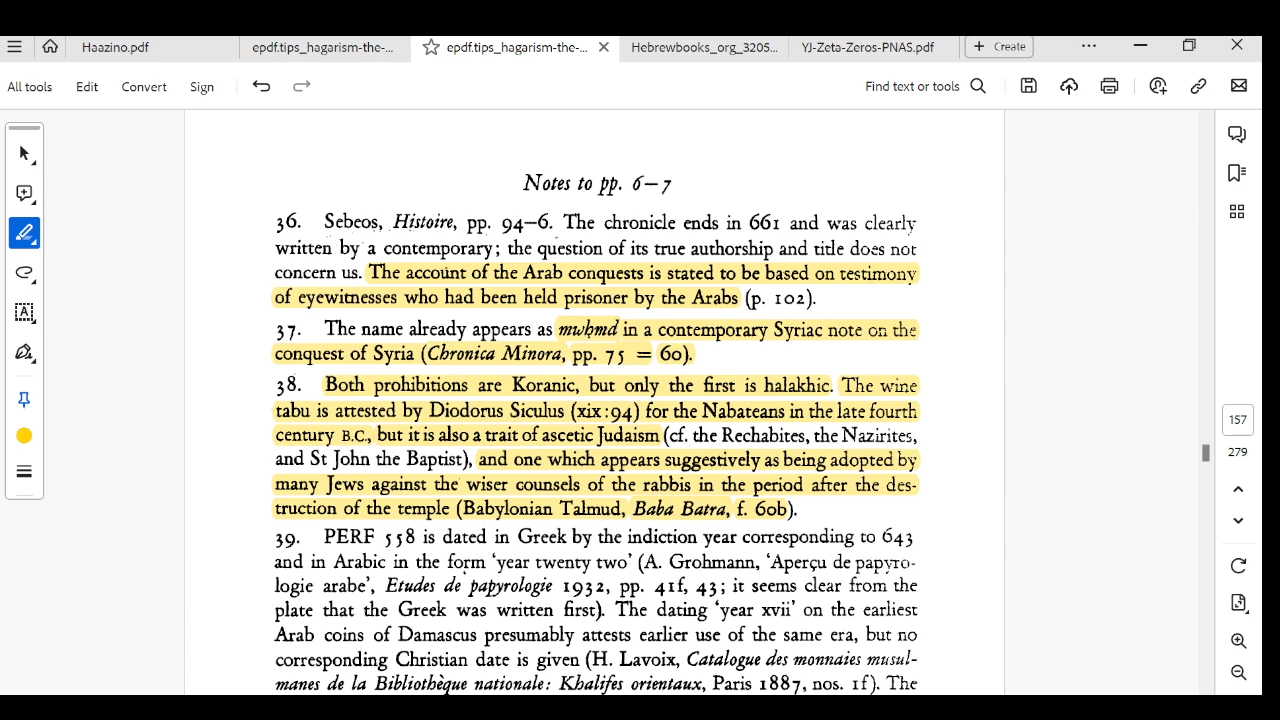 Haazino.pdf
epdf.tips_hagarism-the-...
epdf.tips_hagarism-the-...
Hebrewbooks_org_3205...
YJ-Zeta-Zeros-PNAS.pdf
Create
All tools
Edit
Convert
Sign
Find text or tools
Notes to pp. 6–7
36. Sebeos, Histoire, pp. 94–6. The chronicle ends in 661 and was clearly
written by a contemporary; the question of its true authorship and title does not
concern us. The account of the Arab conquests is stated to be based on testimony
of eyewitnesses who had been held prisoner by the Arabs (p. 102).
37. The name already appears as mwḥmd in a contemporary Syriac note on the
conquest of Syria (Chronica Minora, pp. 75 = 60).
38. Both prohibitions are Koranic, but only the first is halakhic. The wine
tabu is attested by Diodorus Siculus (xix:94) for the Nabateans in the late fourth
century B.C., but it is also a trait of ascetic Judaism (cf. the Rechabites, the Nazirites,
and St John the Baptist), and one which appears suggestively as being adopted by
many Jews against the wiser counsels of the rabbis in the period after the des-
truction of the temple (Babylonian Talmud, Baba Batra, f. 60b).
39. PERF 558 is dated in Greek by the indiction year corresponding to 643
and in Arabic in the form 'year twenty two' (A. Grohmann, 'Aperçu de papyro-
logie arabe', Etudes de papyrologie 1932, pp. 41f, 43; it seems clear from the
plate that the Greek was written first). The dating 'year xvii' on the earliest
Arab coins of Damascus presumably attests earlier use of the same era, but no
corresponding Christian date is given (H. Lavoix, Catalogue des monnaies musul-
manes de la Bibliothèque nationale: Khalifes orientaux, Paris 1887, nos. 1f). The
157
279